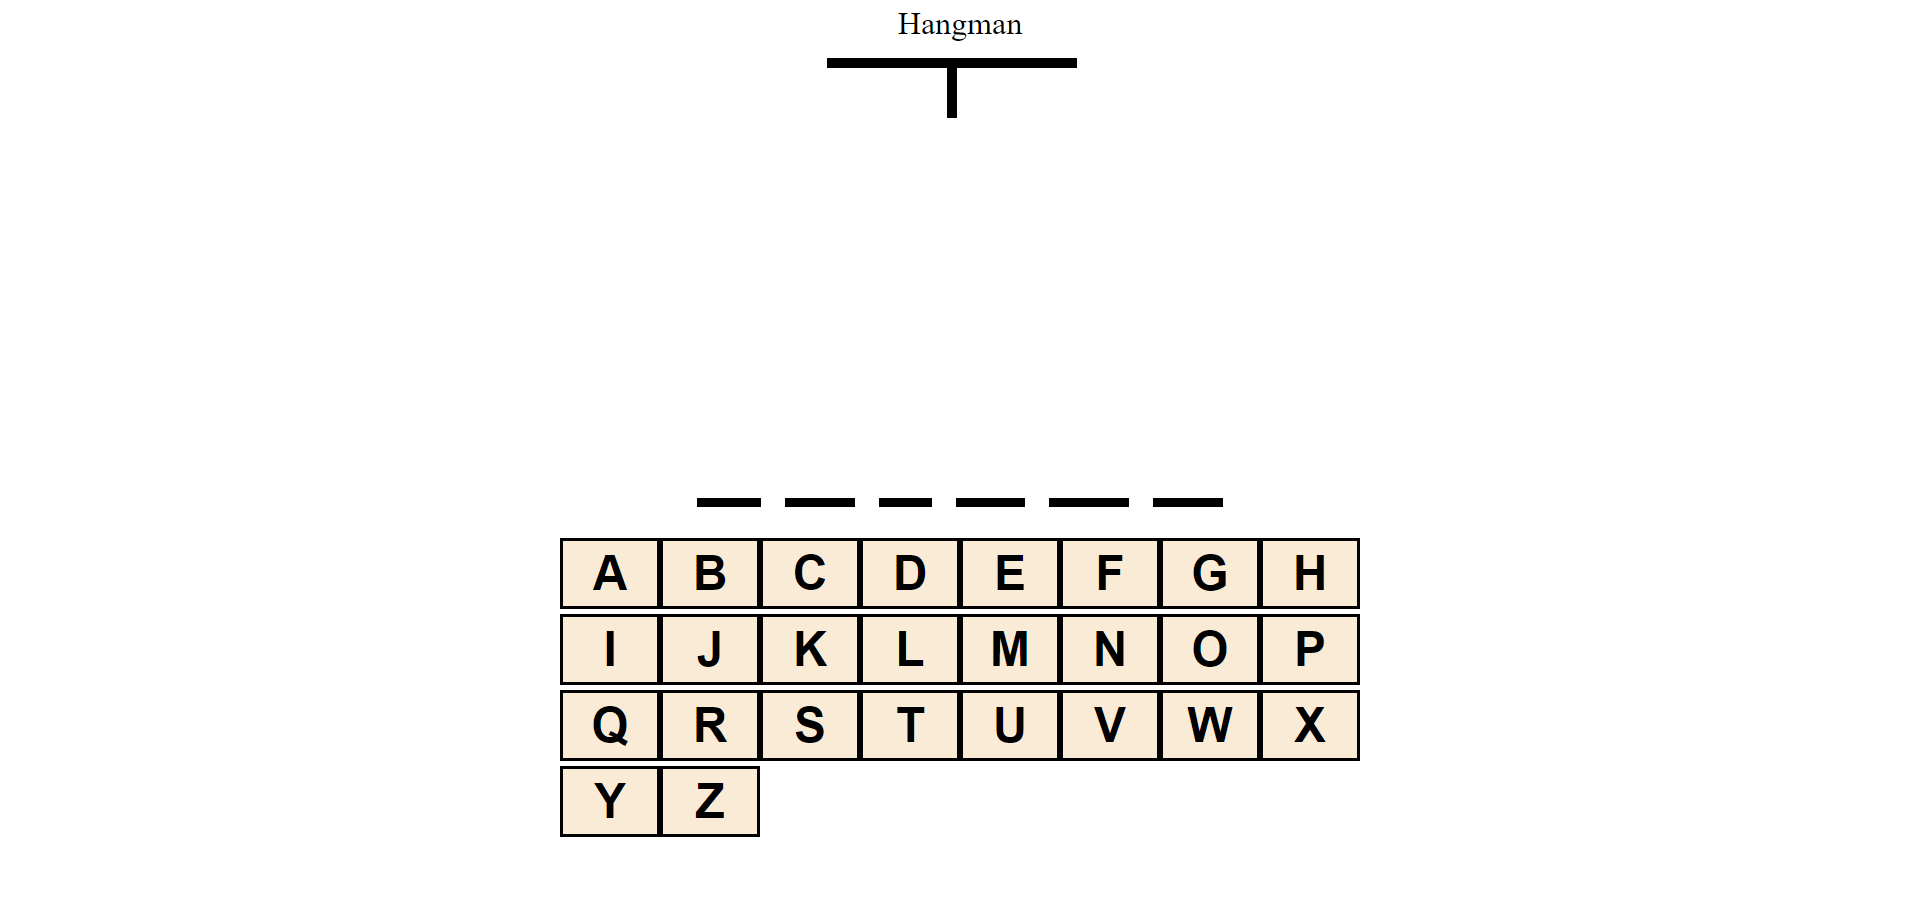 Hangman
A B C D E F G H
I J K L M N O P
Q R S T U V W X
Y Z